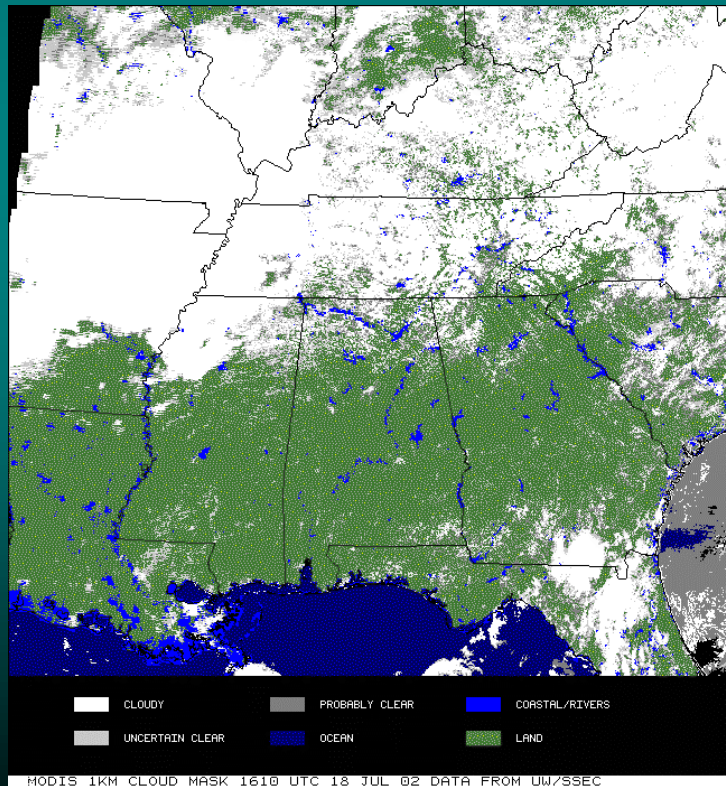 CLOUDY PROBABLY CLEAR COASTAL/RIVERS
UNCERTAIN CLEAR OCEAN LAND
MODIS 1KM CLOUD MASK 1610 UTC 18 JUL 02 DATA FROM UW/SSEC